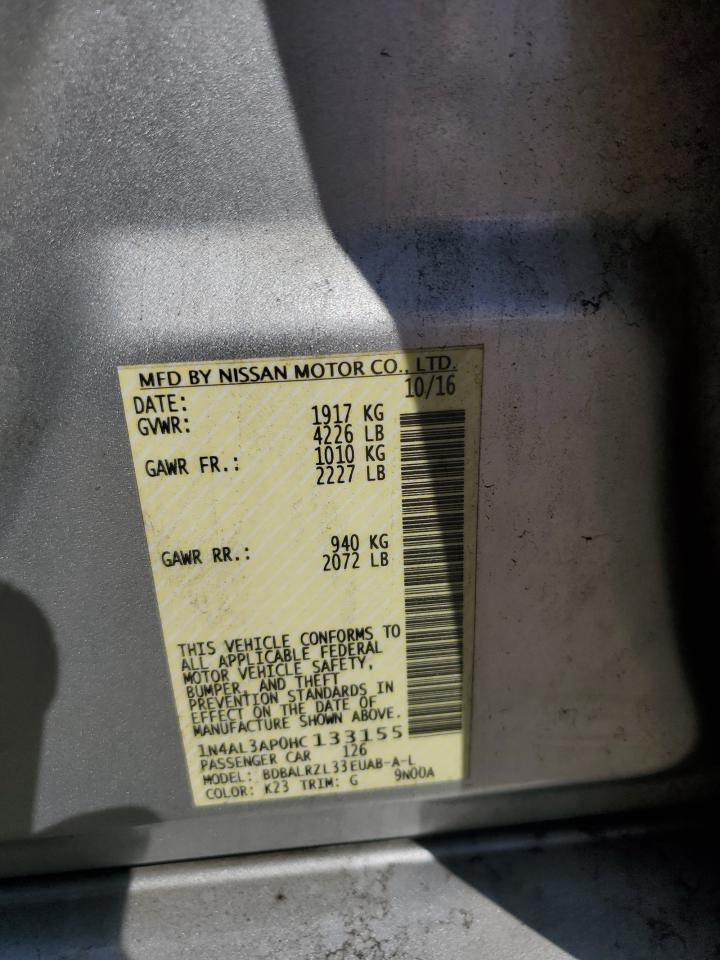 MFD BY NISSAN MOTOR CO., LTD.
DATE: 10/16
GVWR: 1917 KG
4226 LB
GAWR FR.: 1010 KG
2227 LB
GAWR RR.: 940 KG
2072 LB
THIS VEHICLE CONFORMS TO
ALL APPLICABLE FEDERAL
MOTOR VEHICLE SAFETY,
BUMPER, AND THEFT
PREVENTION STANDARDS IN
EFFECT ON THE DATE OF
MANUFACTURE SHOWN ABOVE.
1N4AL3AP0HC133155
PASSENGER CAR 126
MODEL: BDBALRZL33EUAB-A-L
COLOR: K23 TRIM: G 9N00A